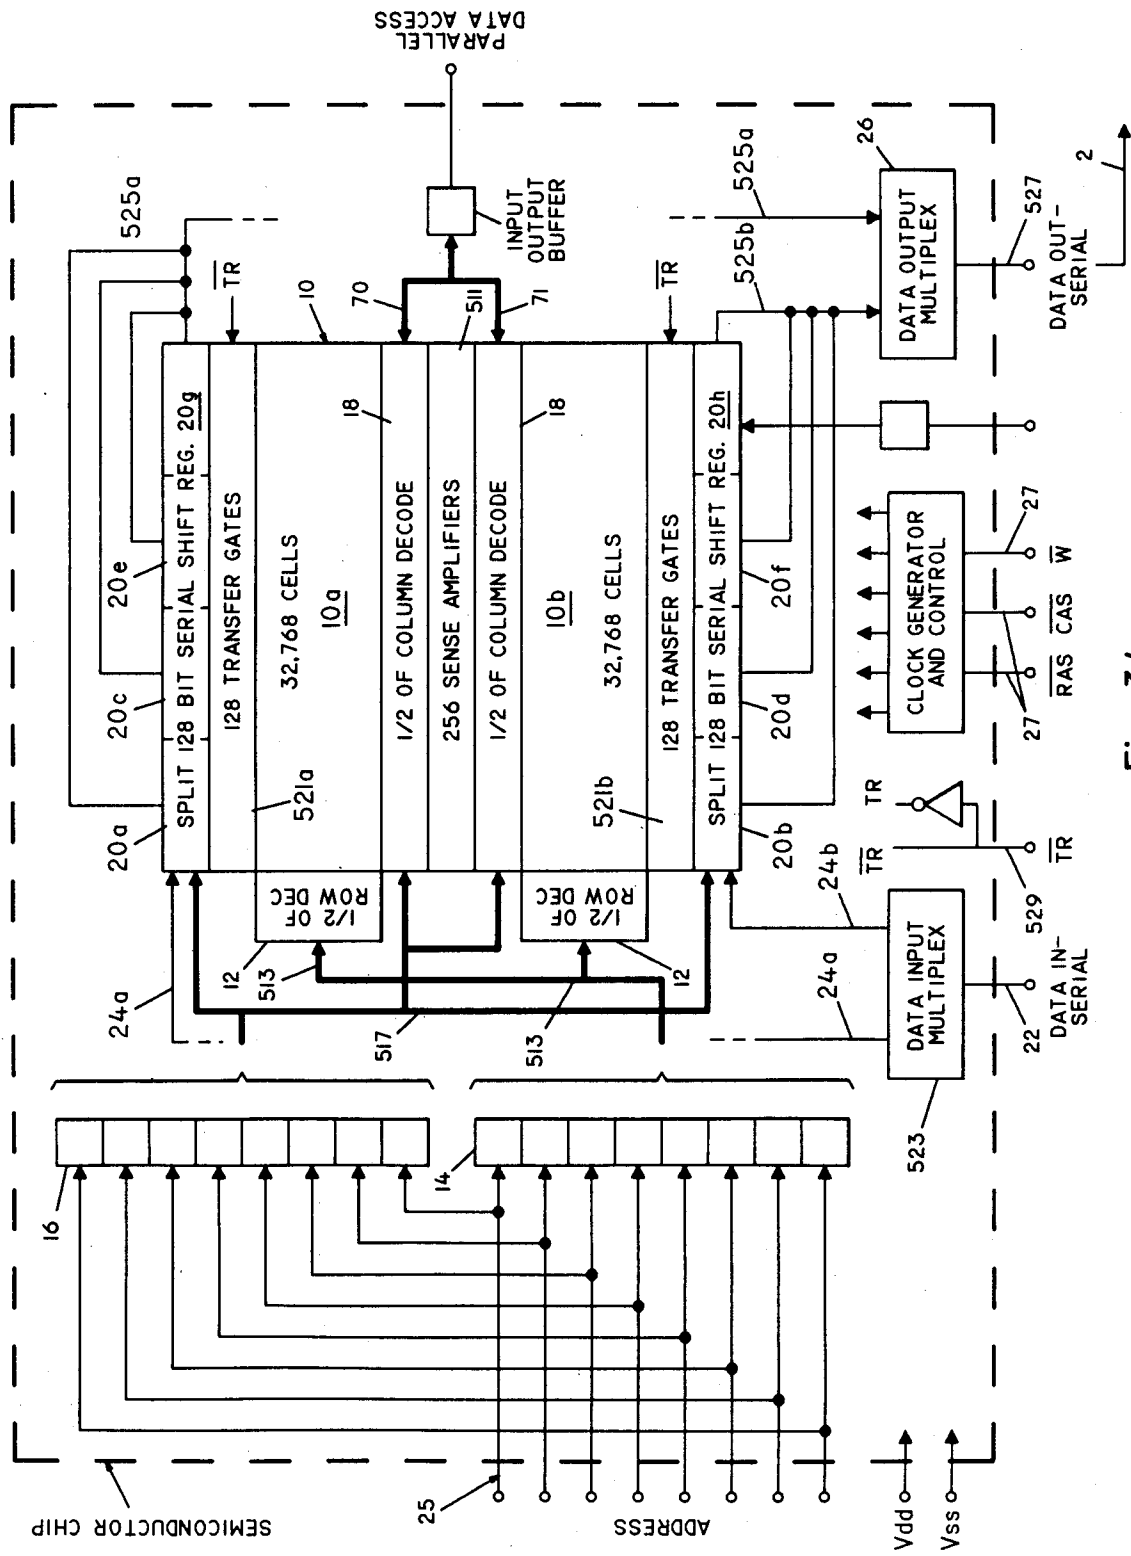 SEMICONDUCTOR CHIP
16
14
25
ADDRESS
Vdd
Vss
24a
517
513
513
12
12
1/2 OF
ROW DEC
1/2 OF
ROW DEC
20a
20c
20e
525a
SPLIT 128 BIT SERIAL SHIFT REG. 20g
128 TRANSFER GATES
TR
521a
32,768 CELLS
10a
10
18
1/2 OF COLUMN DECODE
70
256 SENSE AMPLIFIERS
511
1/2 OF COLUMN DECODE
71
18
32,768 CELLS
10b
521b
128 TRANSFER GATES
TR
SPLIT 128 BIT SERIAL SHIFT REG. 20h
20b
20d
20f
INPUT
OUTPUT
BUFFER
PARALLEL
DATA ACCESS
525b
525a
24a
24b
DATA INPUT
MULTIPLEX
523
22
DATA IN-
SERIAL
TR
TR
529
TR
CLOCK GENERATOR
AND CONTROL
27
27
RAS
CAS
W
DATA OUTPUT
MULTIPLEX
26
527
DATA OUT-
SERIAL
2